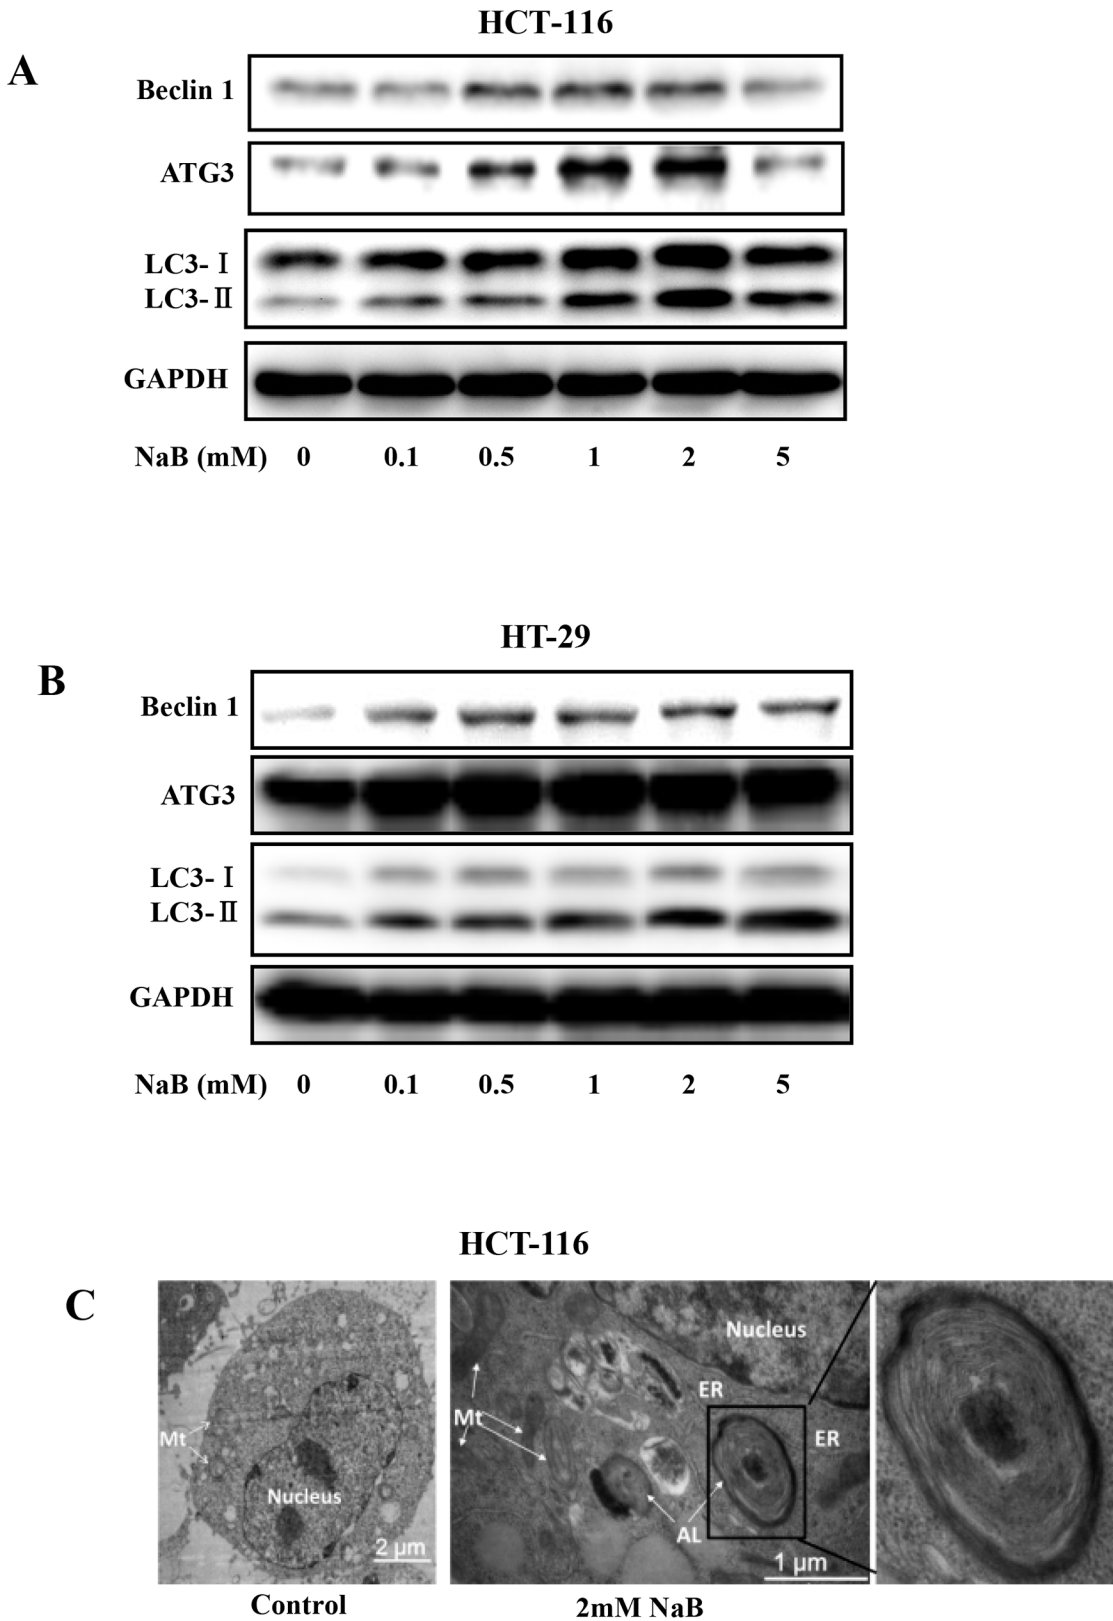 HCT-116
A
Beclin 1
ATG3
LC3-Ⅰ
LC3-Ⅱ
GAPDH
NaB (mM) 0 0.1 0.5 1 2 5
HT-29
B
Beclin 1
ATG3
LC3-Ⅰ
LC3-Ⅱ
GAPDH
NaB (mM) 0 0.1 0.5 1 2 5
HCT-116
C
Mt
Nucleus
2 µm
Control
Nucleus
ER
Mt
ER
AL
1 µm
2mM NaB